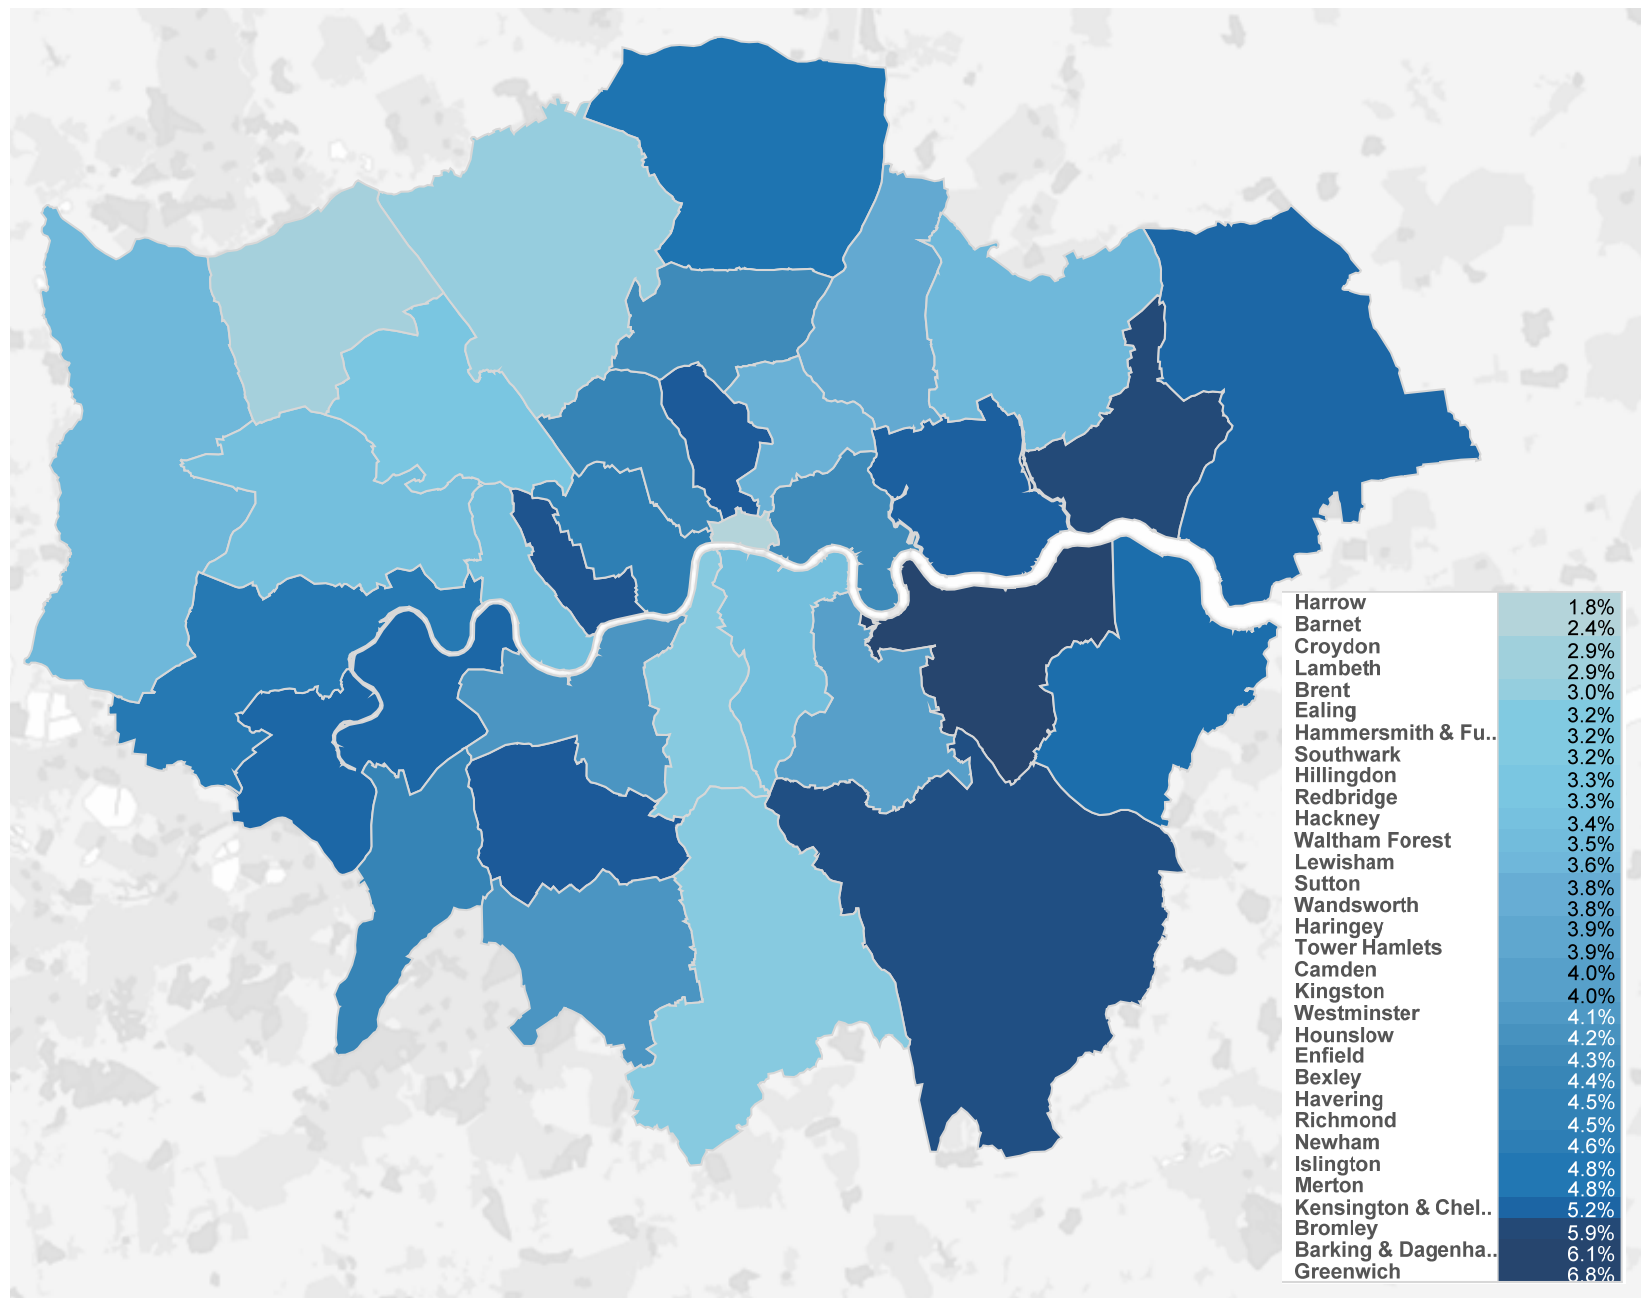 Harrow 1.8%
Barnet 2.4%
Croydon 2.9%
Lambeth 2.9%
Brent 3.0%
Ealing 3.2%
Hammersmith & Fu.. 3.2%
Southwark 3.2%
Hillingdon 3.3%
Redbridge 3.3%
Hackney 3.4%
Waltham Forest 3.5%
Lewisham 3.6%
Sutton 3.8%
Wandsworth 3.8%
Haringey 3.9%
Tower Hamlets 3.9%
Camden 4.0%
Kingston 4.0%
Westminster 4.1%
Hounslow 4.2%
Enfield 4.3%
Bexley 4.4%
Havering 4.5%
Richmond 4.5%
Newham 4.6%
Islington 4.8%
Merton 4.8%
Kensington & Chel.. 5.2%
Bromley 5.9%
Barking & Dagenha.. 6.1%
Greenwich 6.8%